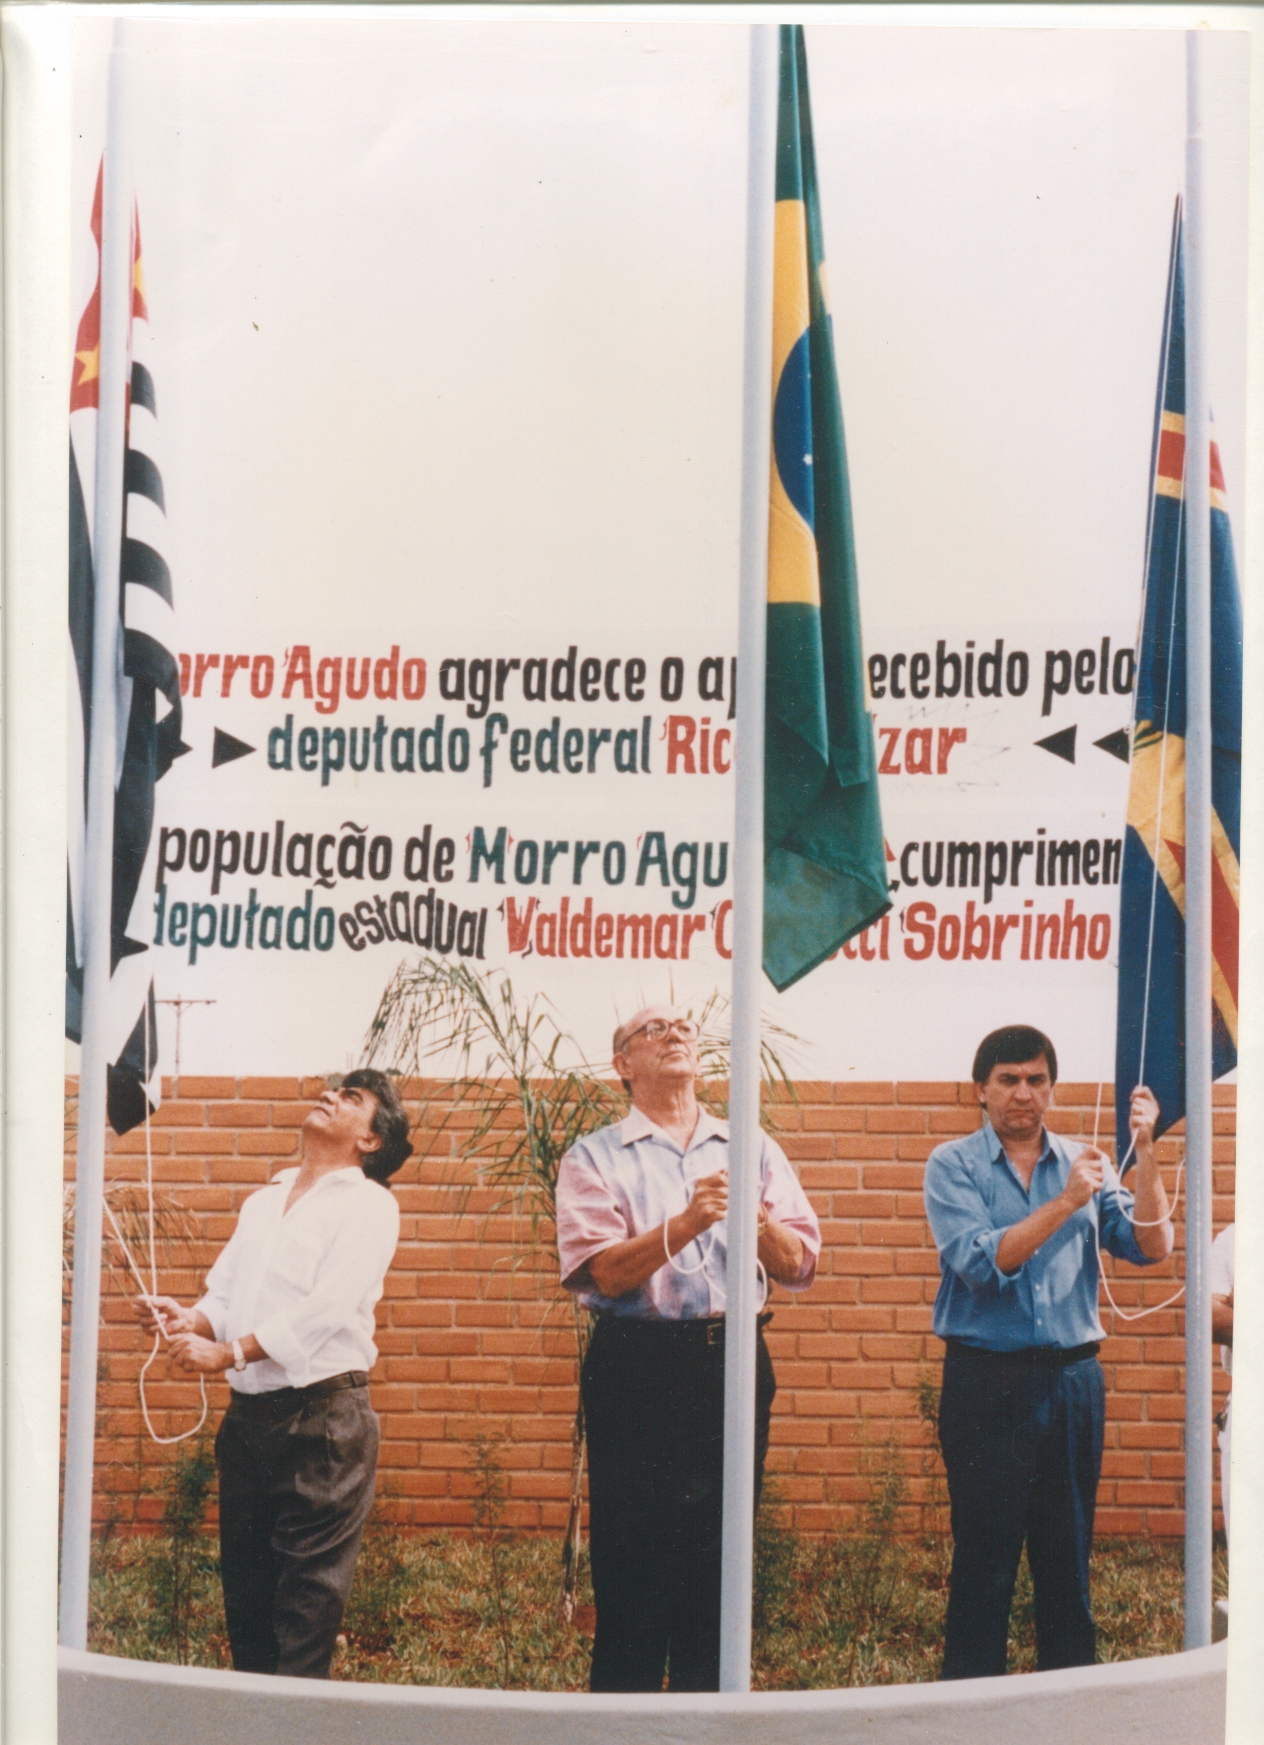 orro Agudo agradece o ap ecebido pelo
deputado federal Ric zar
população de Morro Agu cumprimen
deputado estadual Valdemar C Sobrinho